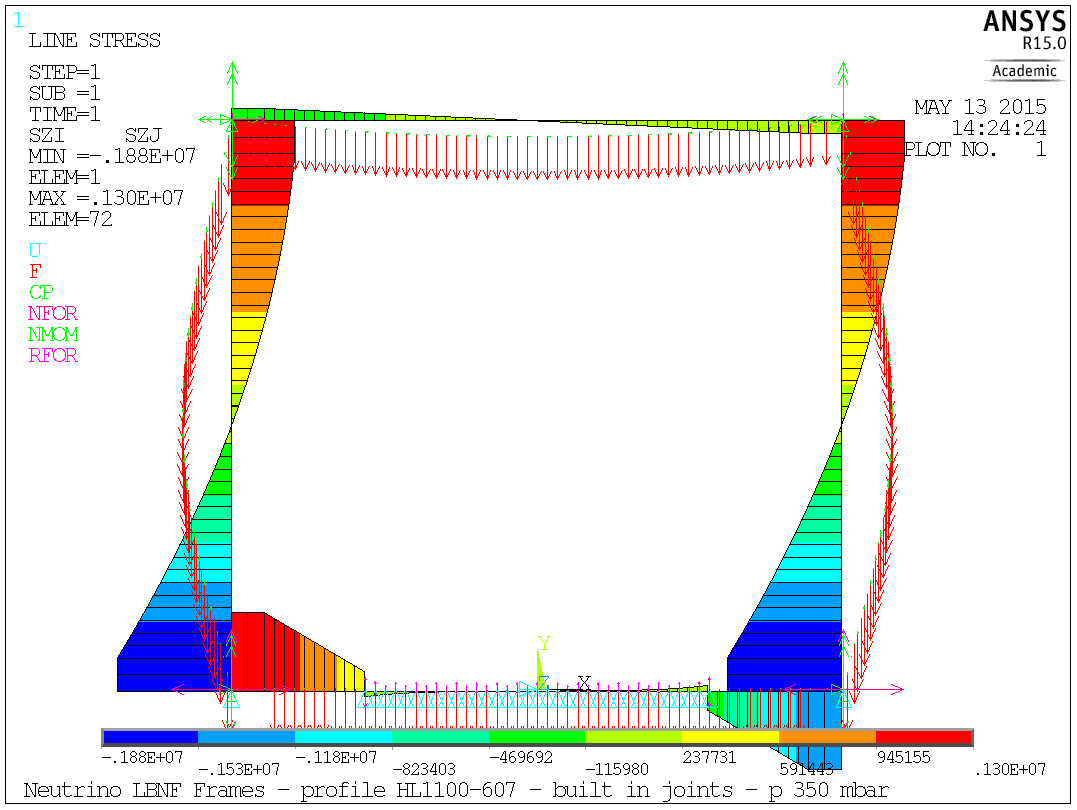 1
LINE STRESS
STEP=1
SUB =1
TIME=1
SZI SZJ
MIN =-.188E+07
ELEM=1
MAX =.130E+07
ELEM=72
U
F
CP
NFOR
NMOM
RFOR
ANSYS
R15.0
Academic
MAY 13 2015
14:24:24
PLOT NO. 1
Y
Z
X
-.188E+07
-.153E+07
-.118E+07
-823403
-469692
-115980
237731
591443
945155
.130E+07
Neutrino LBNF Frames - profile HL1100-607 - built in joints - p 350 mbar